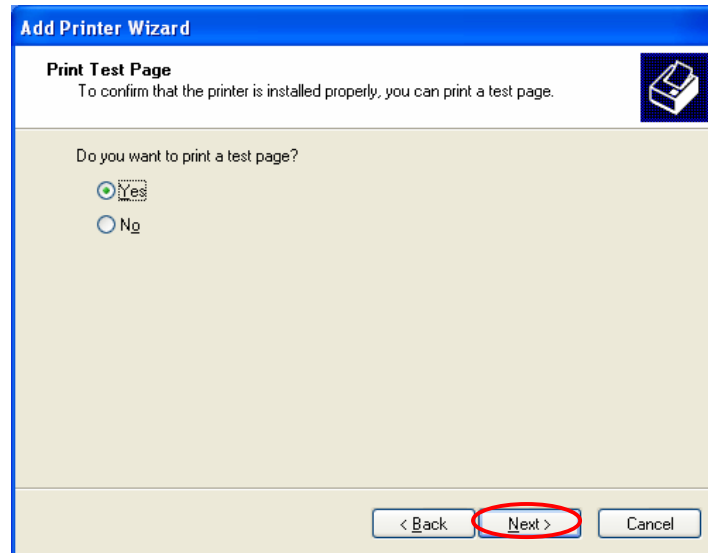 Add Printer Wizard
Print Test Page
To confirm that the printer is installed properly, you can print a test page.
Do you want to print a test page?
Yes
No
< Back Next > Cancel